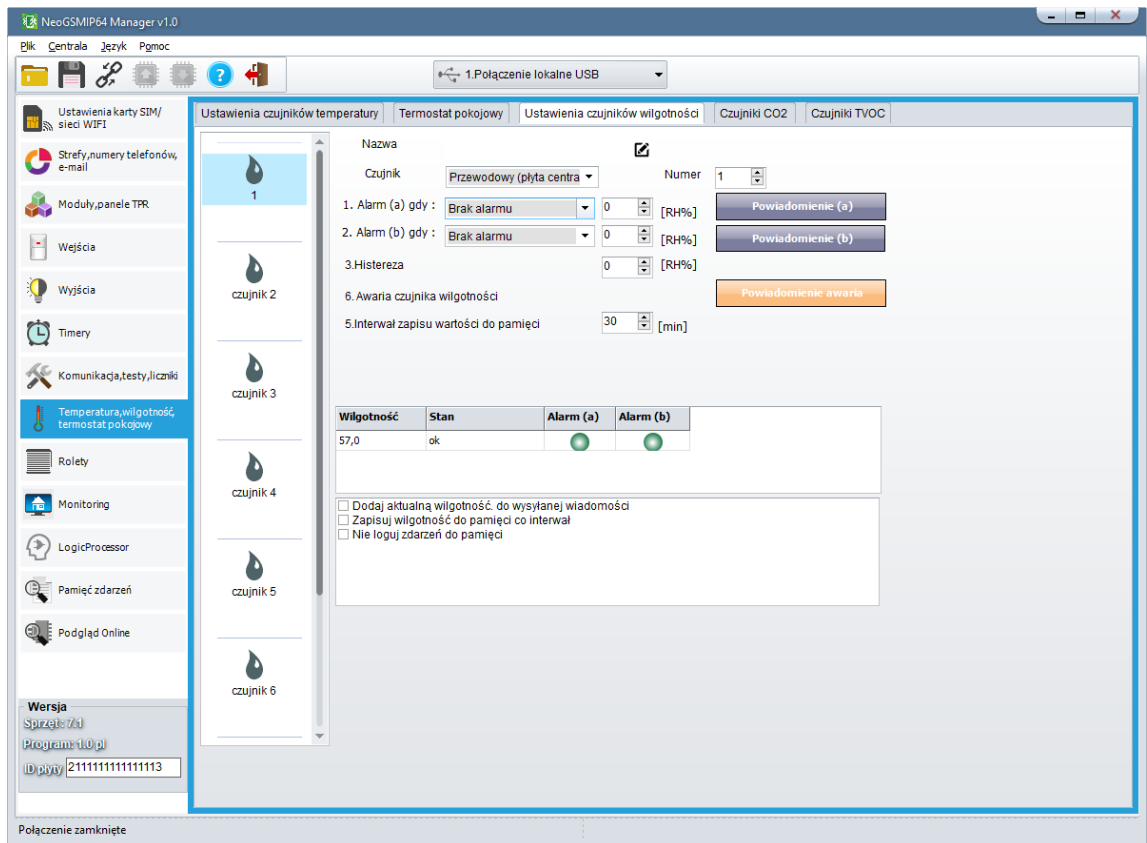 NeoGSMIP64 Manager v1.0
Plik Centrala Język Pomoc
1.Połączenie lokalne USB
Ustawienia karty SIM/
sieci WIFI
Strefy,numery telefonów,
e-mail
Moduły,panele TPR
Wejścia
Wyjścia
Timery
Komunikacja,testy,liczniki
Temperatura,wilgotność,
termostat pokojowy
Rolety
Monitoring
LogicProcessor
Pamięć zdarzeń
Podgląd Online
Wersja
Sprzęt: 7.1
Program: 1.0 pl
ID płyty 2111111111111113
Ustawienia czujników temperatury Termostat pokojowy Ustawienia czujników wilgotności Czujniki CO2 Czujniki TVOC
1
czujnik 2
czujnik 3
czujnik 4
czujnik 5
czujnik 6
Nazwa
Czujnik Przewodowy (płyta centra Numer 1
1. Alarm (a) gdy : Brak alarmu 0 [RH%] Powiadomienie (a)
2. Alarm (b) gdy : Brak alarmu 0 [RH%] Powiadomienie (b)
3.Histereza 0 [RH%]
6. Awaria czujnika wilgotności Powiadomienie awaria
5.Interwał zapisu wartości do pamięci 30 [min]
Wilgotność Stan Alarm (a) Alarm (b)
57,0 ok
Dodaj aktualną wilgotność. do wysyłanej wiadomości
Zapisuj wilgotność do pamięci co interwał
Nie loguj zdarzeń do pamięci
Połączenie zamknięte